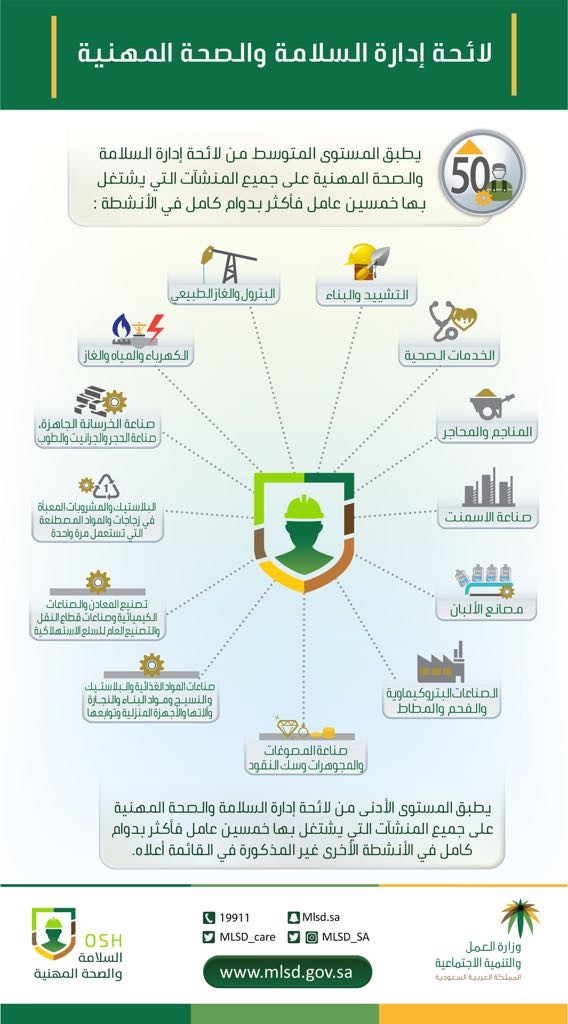 لائحة إدارة السلامة والصحة المهنية
50
يطبق المستوى المتوسط من لائحة إدارة السلامة
والصحة المهنية على جميع المنشآت التي يشتغل
بها خمسين عامل فأكثر بدوام كامل في الأنشطة :
التشييد والبناء
البترول والغاز الطبيعي
الخدمات الصحية
الكهرباء والمياه والغاز
المناجم والمحاجر
صناعة الخرسانة الجاهزة،
صناعة الحجر والجرانيت والطوب
صناعة الاسمنت
1
البلاستيك والمشروبات المعبأة
في زجاجات والمواد المصطنعة
التي تستعمل مرة واحدة
مصانع الألبان
تصنيع المعادن والصناعات
الكيميائية وصناعات قطاع النقل
والتصنيع العام للسلع الاستهلاكية
الصناعات البتروكيماوية
والفحم والمطاط
صناعات المواد الغذائية والبلاستيك
والنسيج ومواد البناء والنجارة
وآلاتها والأجهزة المنزلية وتوابعها
صناعة المصوغات
والمجوهرات وسك النقود
يطبق المستوى الأدنى من لائحة إدارة السلامة والصحة المهنية
على جميع المنشآت التي يشتغل بها خمسين عامل فأكثر بدوام
كامل في الأنشطة الأخرى غير المذكورة في القائمة أعلاه.
وزارة العمل
والتنمية الاجتماعية
المملكة العربية السعودية
19911
Mlsd.sa
MLSD_care
MLSD_SA
www.mlsd.gov.sa
OSH
السلامة
والصحة المهنية